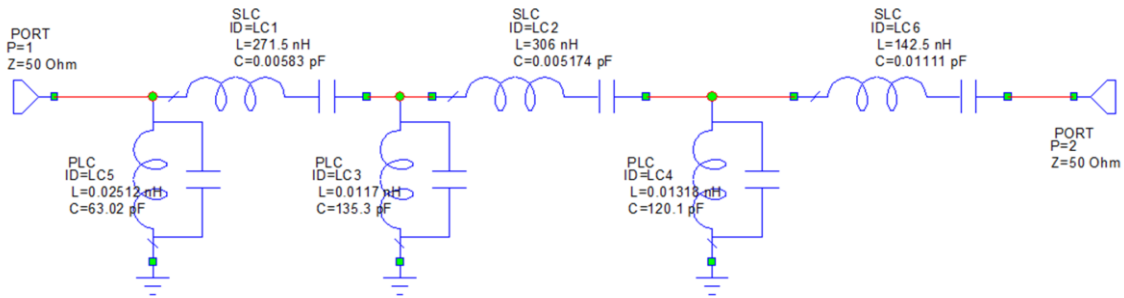 PORT
P=1
Z=50 Ohm
SLC
ID=LC1
L=271.5 nH
C=0.00583 pF
SLC
ID=LC2
L=306 nH
C=0.005174 pF
SLC
ID=LC6
L=142.5 nH
C=0.01111 pF
PLC
ID=LC5
L=0.02512 nH
C=63.02 pF
PLC
ID=LC3
L=0.0117 nH
C=135.3 pF
PLC
ID=LC4
L=0.01318 nH
C=120.1 pF
PORT
P=2
Z=50 Ohm